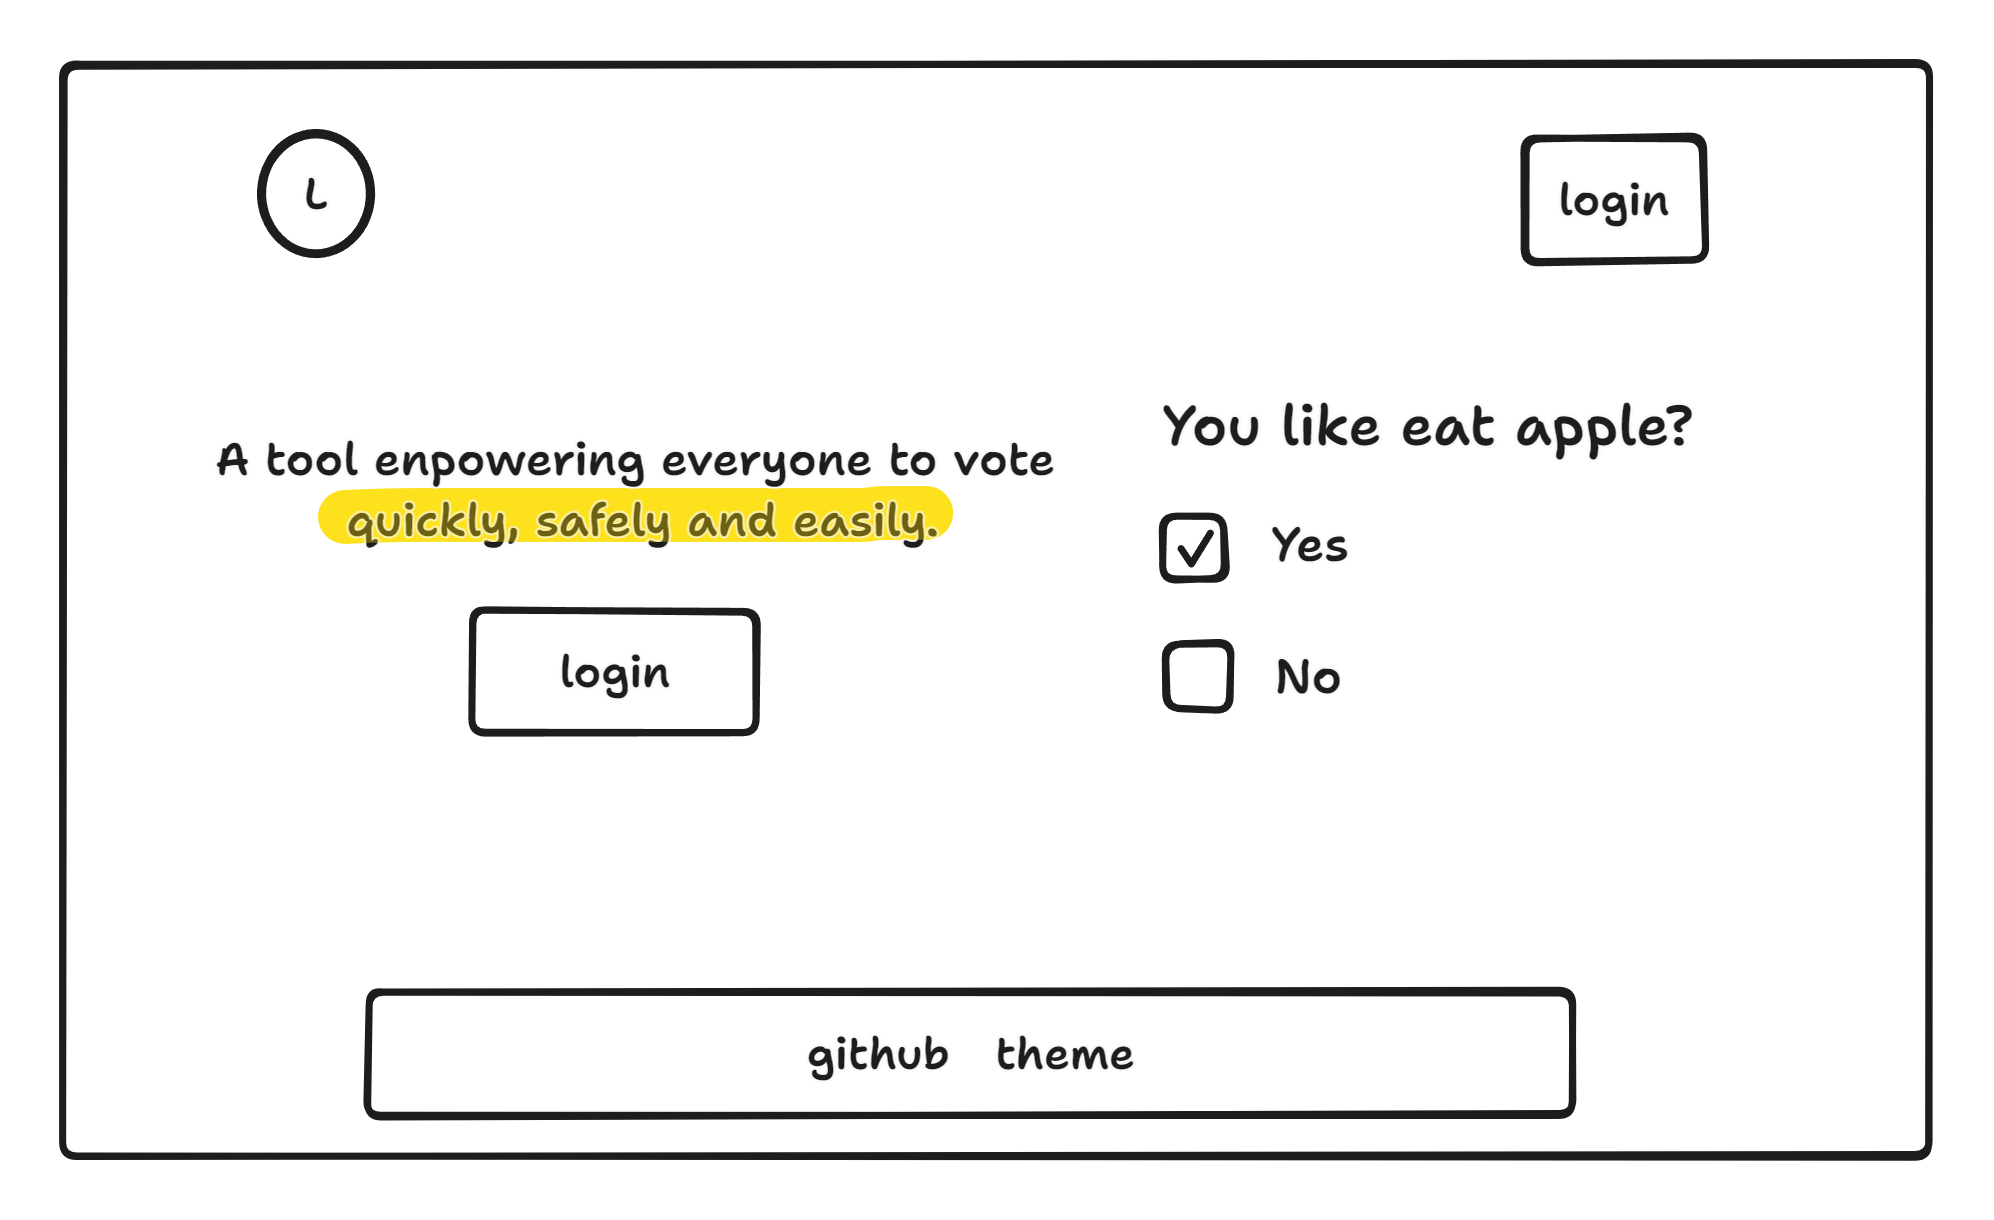 L
login
A tool enpowering everyone to vote
quickly, safely and easily.
login
You like eat apple?
Yes
No
github theme